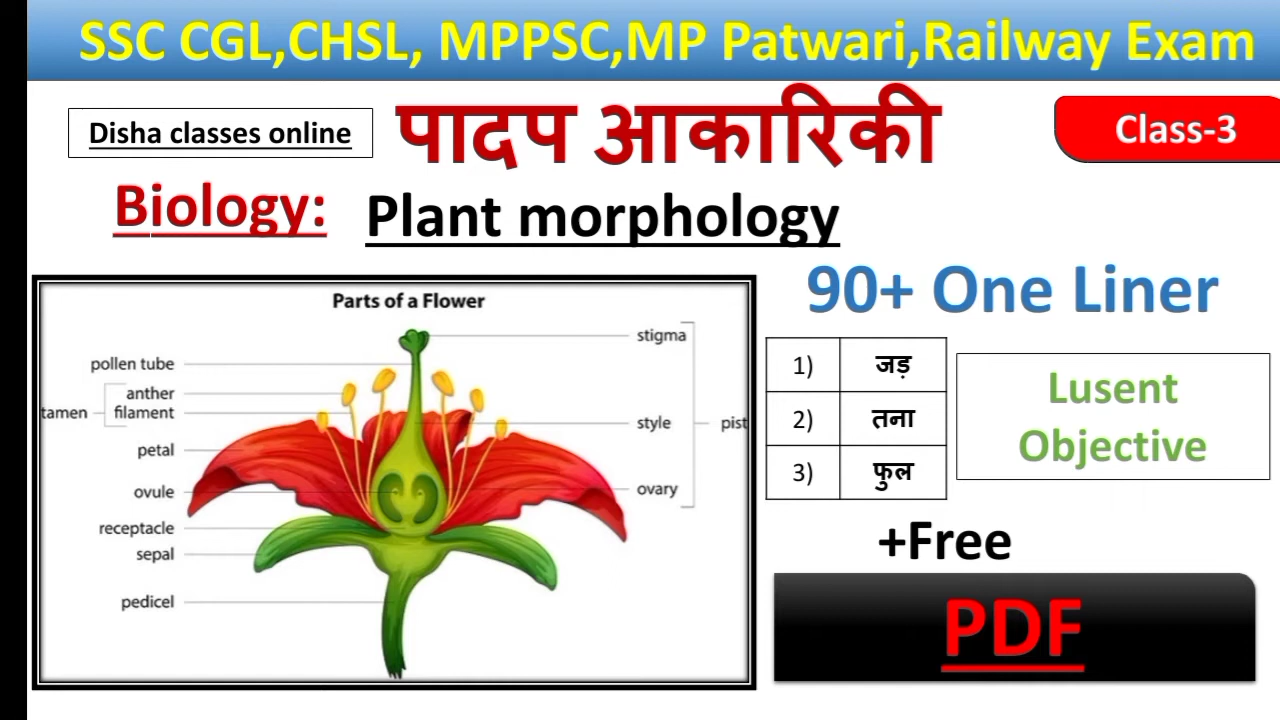 SSC CGL,CHSL, MPPSC,MP Patwari,Railway Exam
Disha classes online
पादप आकारिकी
Class-3
Biology:
Plant morphology
90+ One Liner
Parts of a Flower
stigma
pollen tube
anther
tamen
filament
style
pist
petal
ovule
ovary
receptacle
sepal
pedicel
1) जड़
2) तना
3) फुल
Lusent
Objective
+Free
PDF